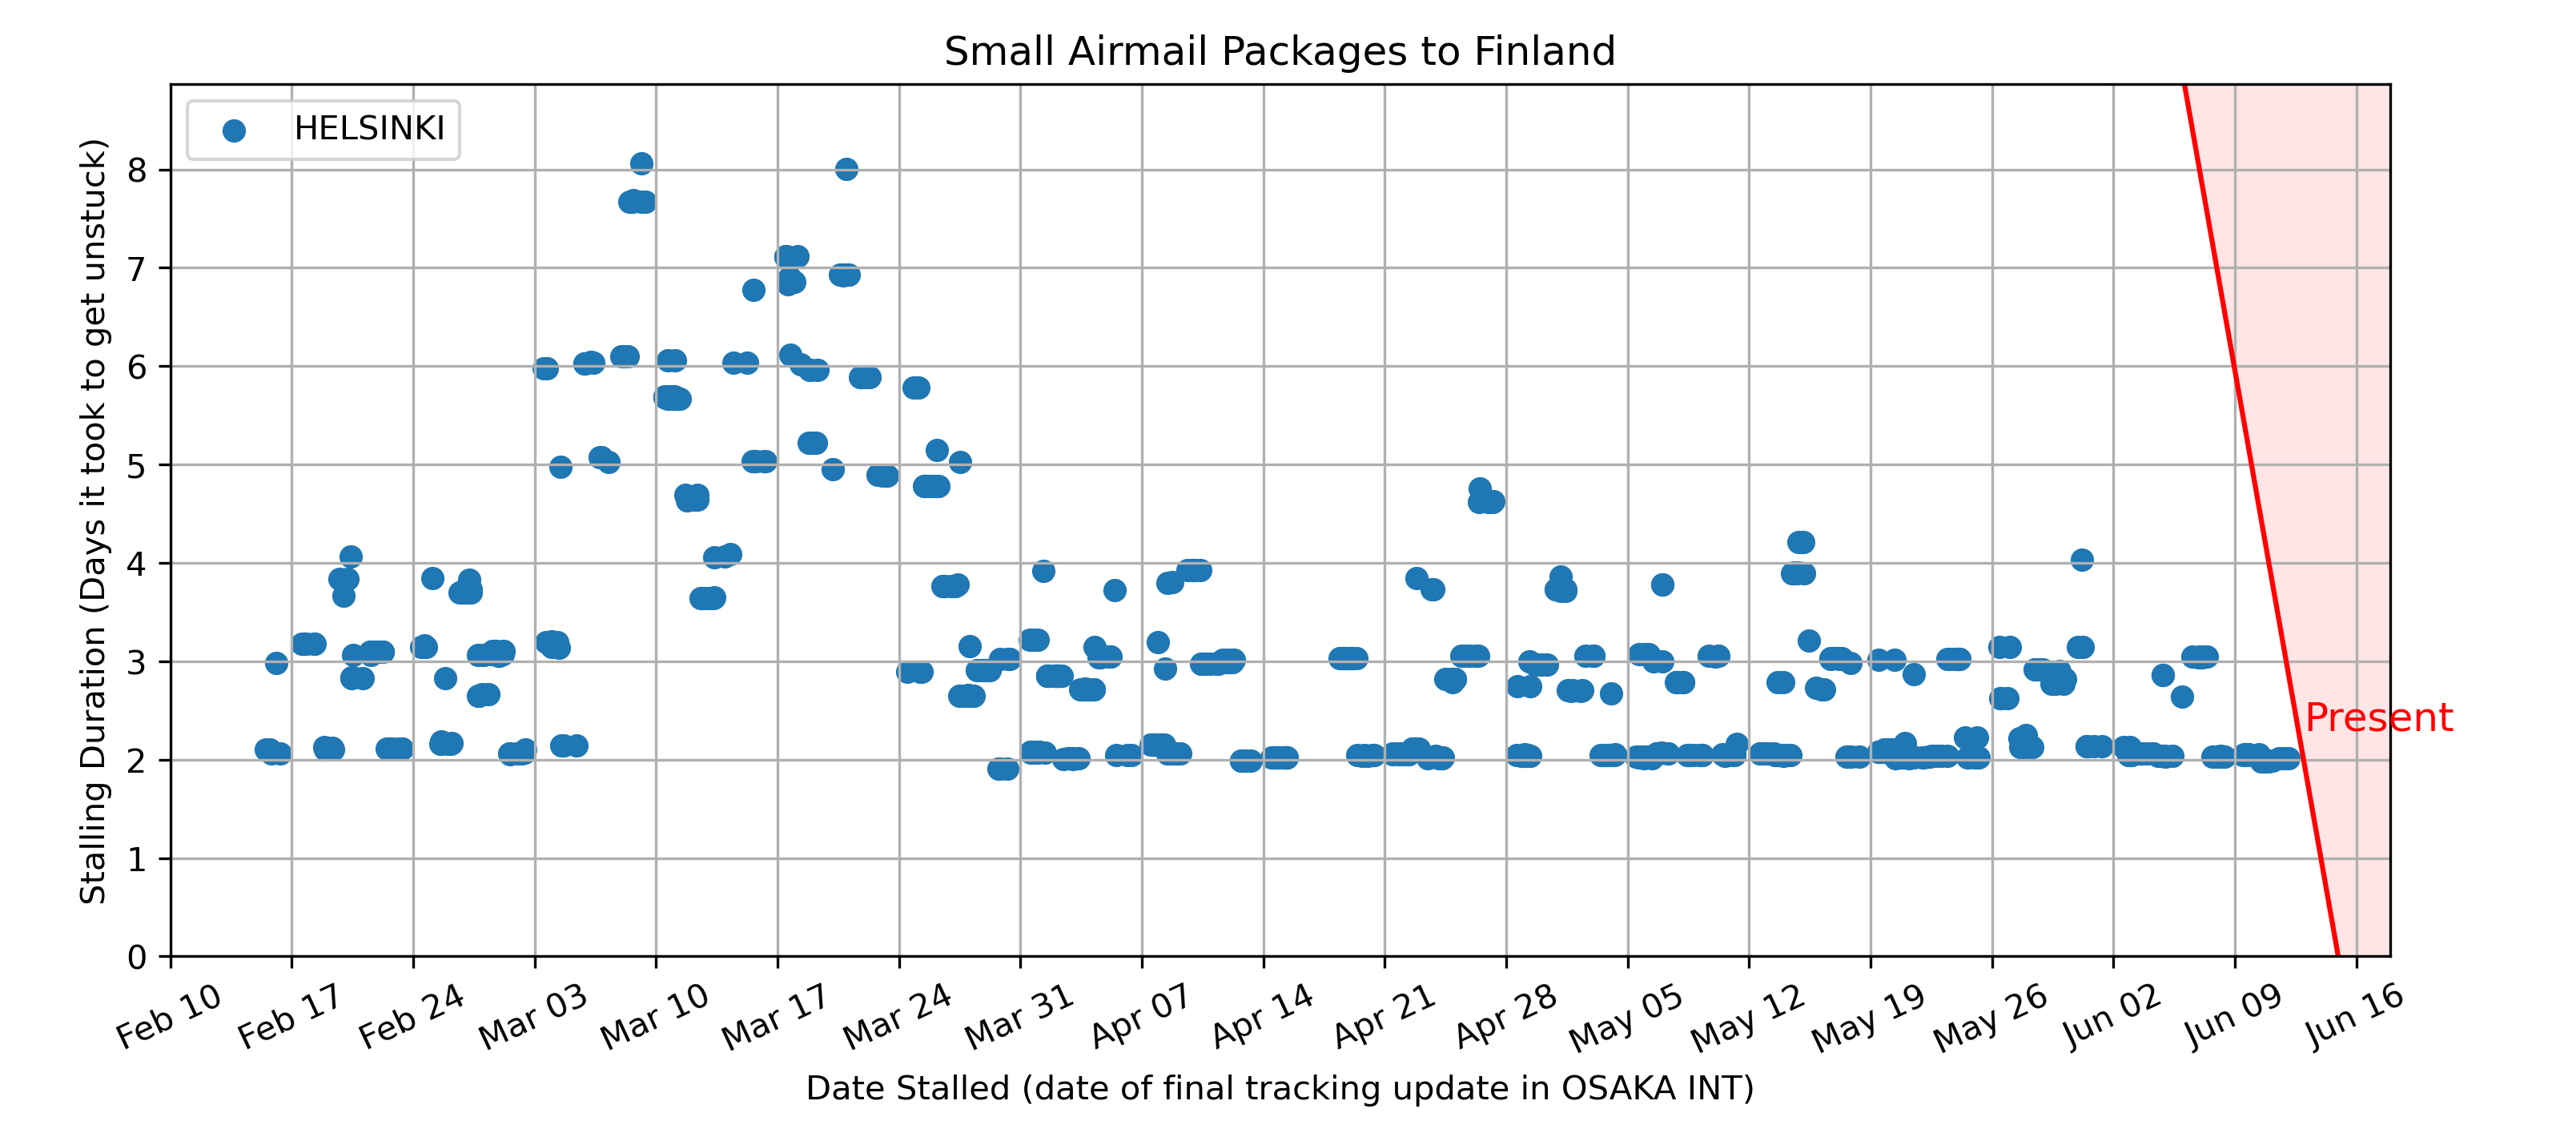 Small Airmail Packages to Finland
HELSINKI
Stalling Duration (Days it took to get unstuck)
8
7
6
5
4
3
2
1
0
Present
Feb 10
Feb 17
Feb 24
Mar 03
Mar 10
Mar 17
Mar 24
Mar 31
Apr 07
Apr 14
Apr 21
Apr 28
May 05
May 12
May 19
May 26
Jun 02
Jun 09
Jun 16
Date Stalled (date of final tracking update in OSAKA INT)